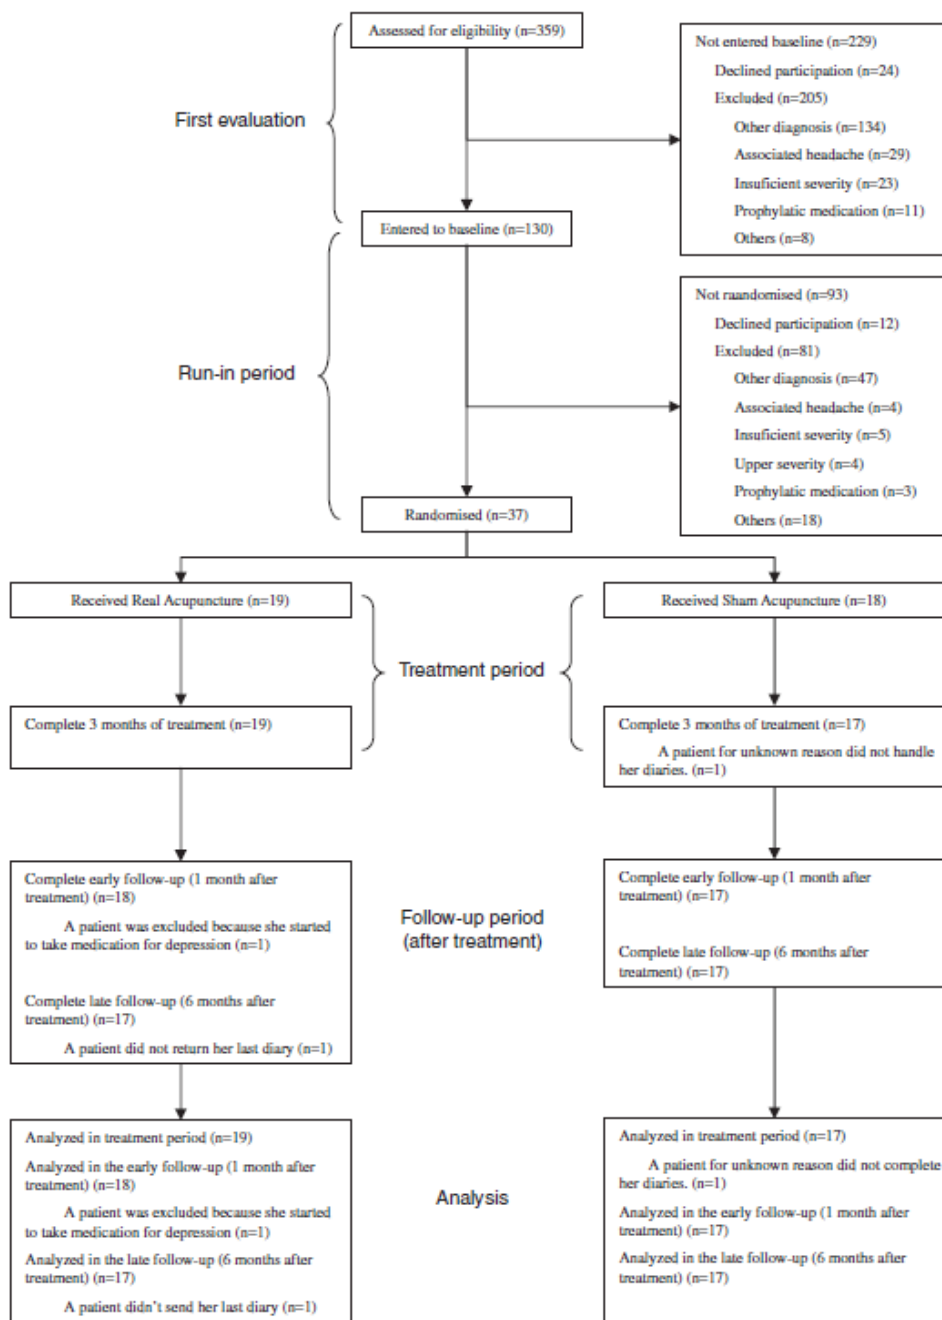 Assessed for eligibility (n=359)
Not entered baseline (n=229)
Declined participation (n=24)
Excluded (n=205)
Other diagnosis (n=134)
Associated headache (n=29)
Insuficient severity (n=23)
Prophylatic medication (n=11)
Others (n=8)
First evaluation
Entered to baseline (n=130)
Not raandomised (n=93)
Declined participation (n=12)
Excluded (n=81)
Other diagnosis (n=47)
Associated headache (n=4)
Insuficient severity (n=5)
Upper severity (n=4)
Prophylatic medication (n=3)
Others (n=18)
Run-in period
Randomised (n=37)
Received Real Acupuncture (n=19)
Received Sham Acupuncture (n=18)
Treatment period
Complete 3 months of treatment (n=19)
Complete 3 months of treatment (n=17)
A patient for unknown reason did not handle
her diaries. (n=1)
Complete early follow-up (1 month after
treatment) (n=18)
A patient was excluded because she started
to take medication for depression (n=1)
Complete late follow-up (6 months after
treatment) (n=17)
A patient did not return her last diary (n=1)
Follow-up period
(after treatment)
Complete early follow-up (1 month after
treatment) (n=17)
Complete late follow-up (6 months after
treatment) (n=17)
Analyzed in treatment period (n=19)
Analyzed in the early follow-up (1 month after
treatment) (n=18)
A patient was excluded because she started
to take medication for depression (n=1)
Analyzed in the late follow-up (6 months after
treatment) (n=17)
A patient didn't send her last diary (n=1)
Analysis
Analyzed in treatment period (n=17)
A patient for unknown reason did not complete
her diaries. (n=1)
Analyzed in the early follow-up (1 month after
treatment) (n=17)
Analyzed in the late follow-up (6 months after
treatment) (n=17)